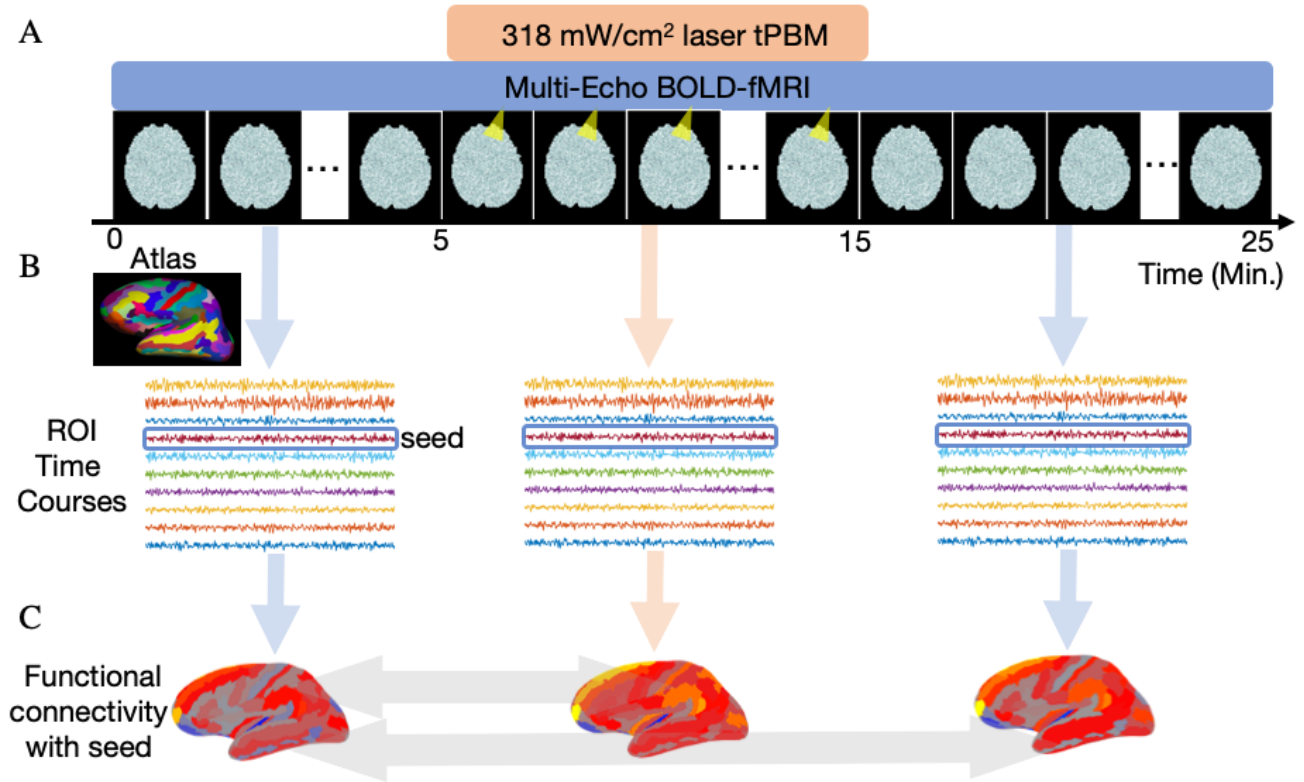 A
318 mW/cm² laser tPBM
Multi-Echo BOLD-fMRI
...
...
...
0
5
15
25
Time (Min.)
B
Atlas
ROI
Time
Courses
seed
C
Functional
connectivity
with seed